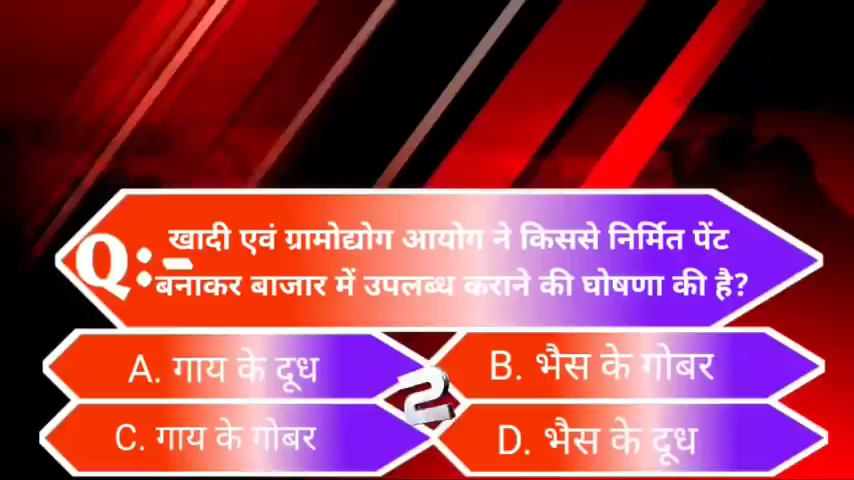 Q:- खादी एवं ग्रामोद्योग आयोग ने किससे निर्मित पेंट
बनाकर बाजार में उपलब्ध कराने की घोषणा की है?
A. गाय के दूध
B. भैस के गोबर
2
C. गाय के गोबर
D. भैस के दूध